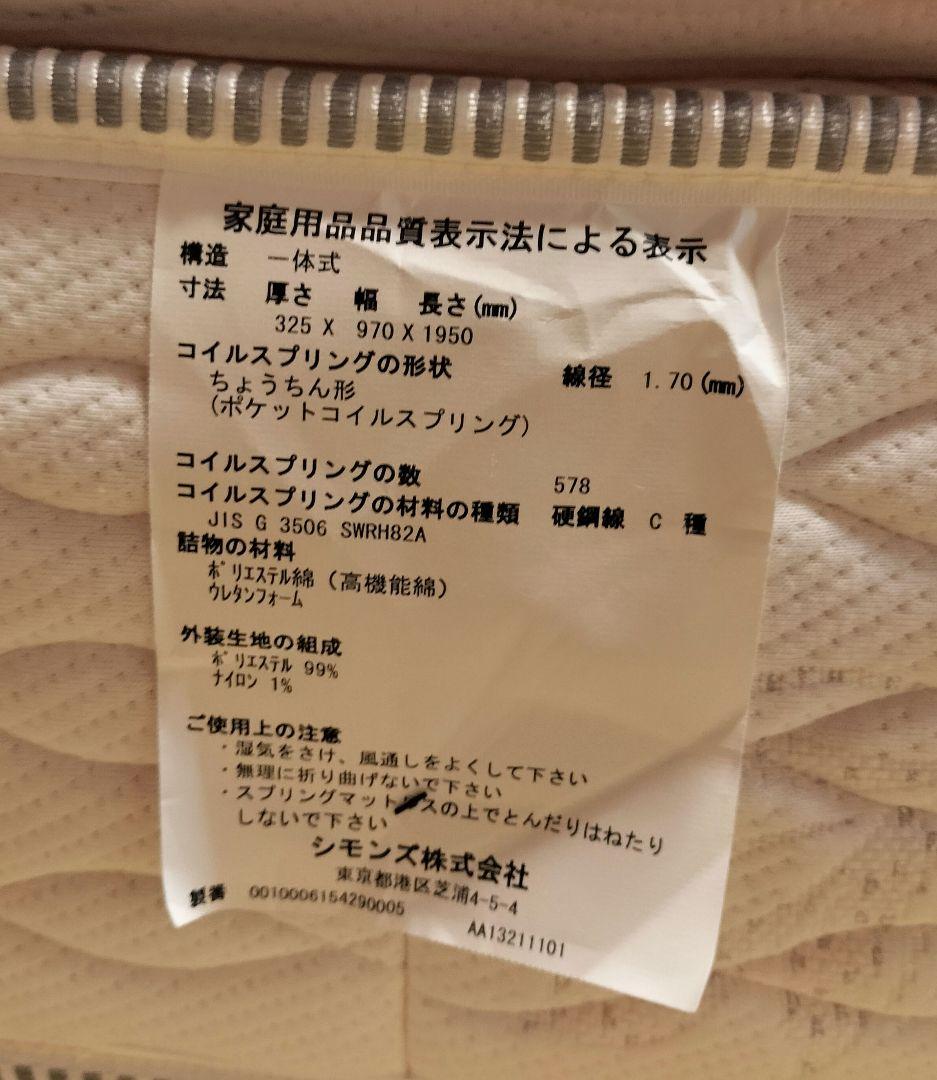 家庭用品品質表示法による表示
構造 一体式
寸法 厚さ 幅 長さ(mm)
325 X 970 X 1950
コイルスプリングの形状 線径 1.70(mm)
ちょうちん形
(ポケットコイルスプリング)
コイルスプリングの数 578
コイルスプリングの材料の種類 硬鋼線 C 種
JIS G 3506 SWRH82A
詰物の材料
ポリエステル綿 (高機能綿)
ウレタンフォーム
外装生地の組成
ポリエステル 99%
ナイロン 1%
ご使用上の注意
・湿気をさけ、風通しをよくして下さい
・無理に折り曲げないで下さい
・スプリングマットレスの上でとんだりはねたり
しないで下さい
シモンズ株式会社
東京都港区芝浦4-5-4
製番 0010006154290005
AA13211101